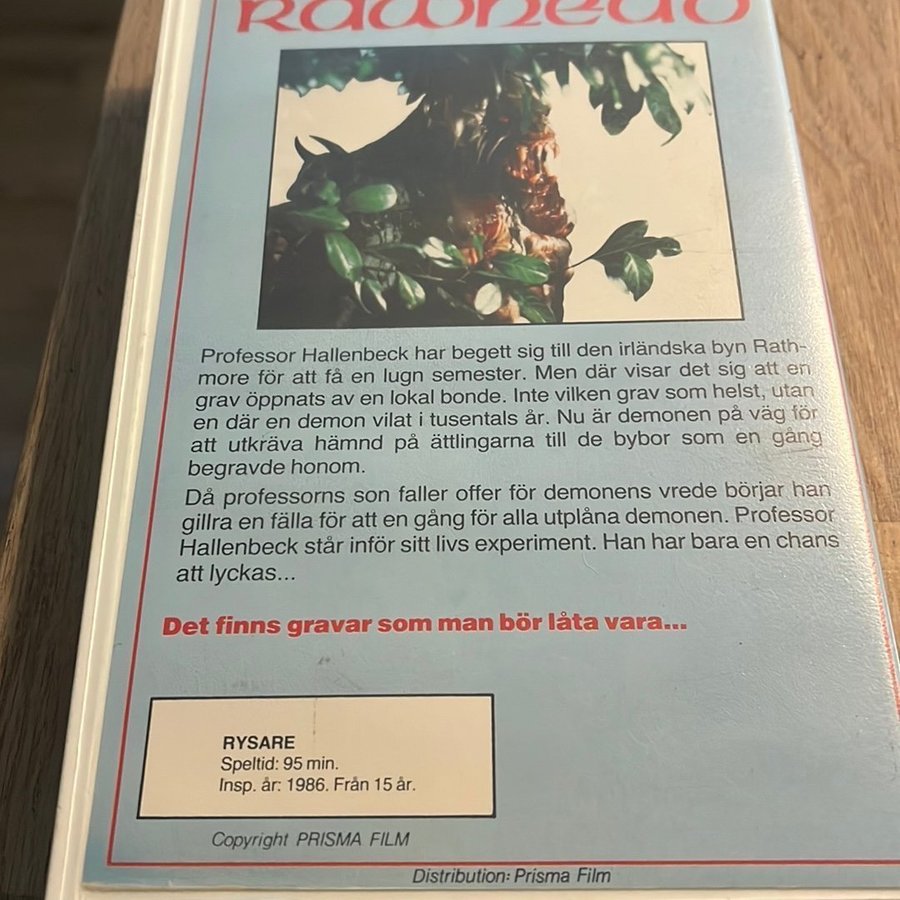 Rawhead
Professor Hallenbeck har begett sig till den irländska byn Rath-
more för att få en lugn semester. Men där visar det sig att en
grav öppnats av en lokal bonde. Inte vilken grav som helst, utan
en där en demon vilat i tusentals år. Nu är demonen på väg för
att utkräva hämnd på ättlingarna till de bybor som en gång
begravde honom.
Då professorns son faller offer för demonens vrede börjar han
gillra en fälla för att en gång för alla utplåna demonen. Professor
Hallenbeck står inför sitt livs experiment. Han har bara en chans
att lyckas...
Det finns gravar som man bör låta vara...
RYSARE
Speltid: 95 min.
Insp. år: 1986. Från 15 år.
Copyright PRISMA FILM
Distribution: Prisma Film